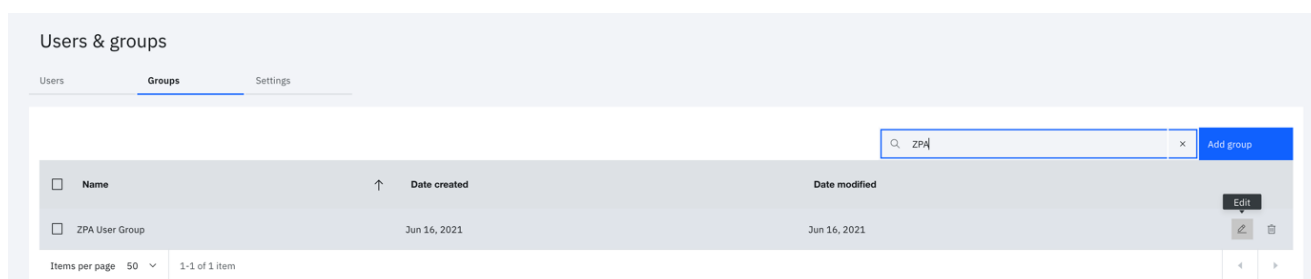 Users & groups
Users Groups Settings
ZPA Add group
Name Date created Date modified
Edit
ZPA User Group Jun 16, 2021 Jun 16, 2021
Items per page 50 1-1 of 1 item